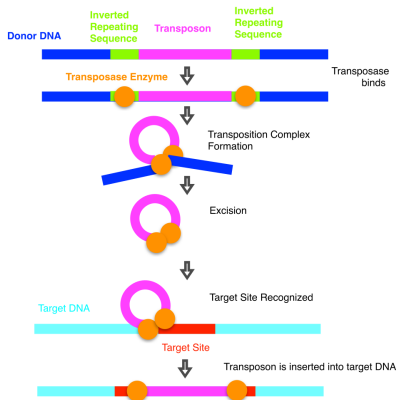 Inverted
Repeating
Sequence
Transposon
Inverted
Repeating
Sequence
Donor DNA
Transposase Enzyme
Transposase
binds
Transposition Complex
Formation
Excision
Target Site Recognized
Target DNA
Target Site
Transposon is inserted into target DNA